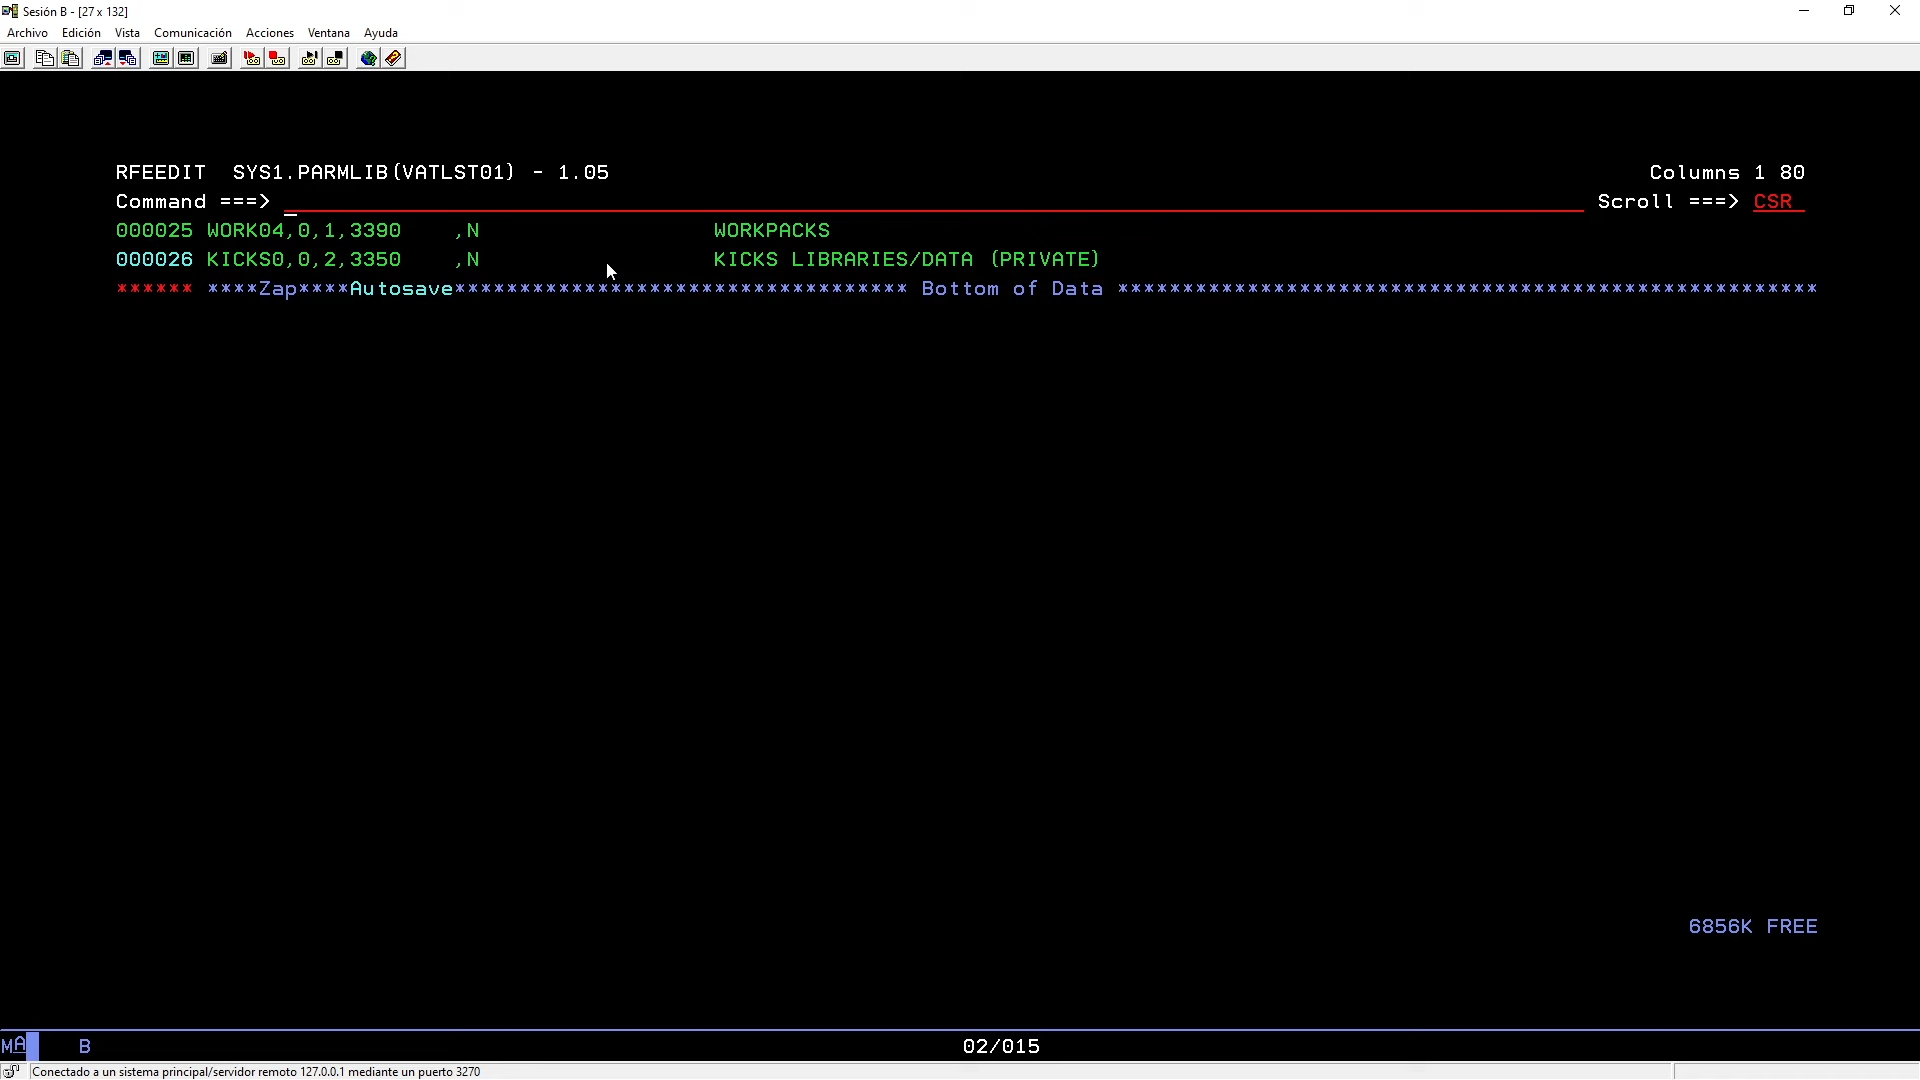 Sesión B - [27 x 132]
Archivo Edición Vista Comunicación Acciones Ventana Ayuda
RFEEDIT SYS1.PARMLIB(VATLST01) - 1.05 Columns 1 80
Command ===> Scroll ===> CSR
000025 WORK04,0,1,3390 ,N WORKPACKS
000026 KICKS0,0,2,3350 ,N KICKS LIBRARIES/DATA (PRIVATE)
****** ****Zap****Autosave*********************************** Bottom of Data ******************************************************
6856K FREE
MA B 02/015
Conectado a un sistema principal/servidor remoto 127.0.0.1 mediante un puerto 3270